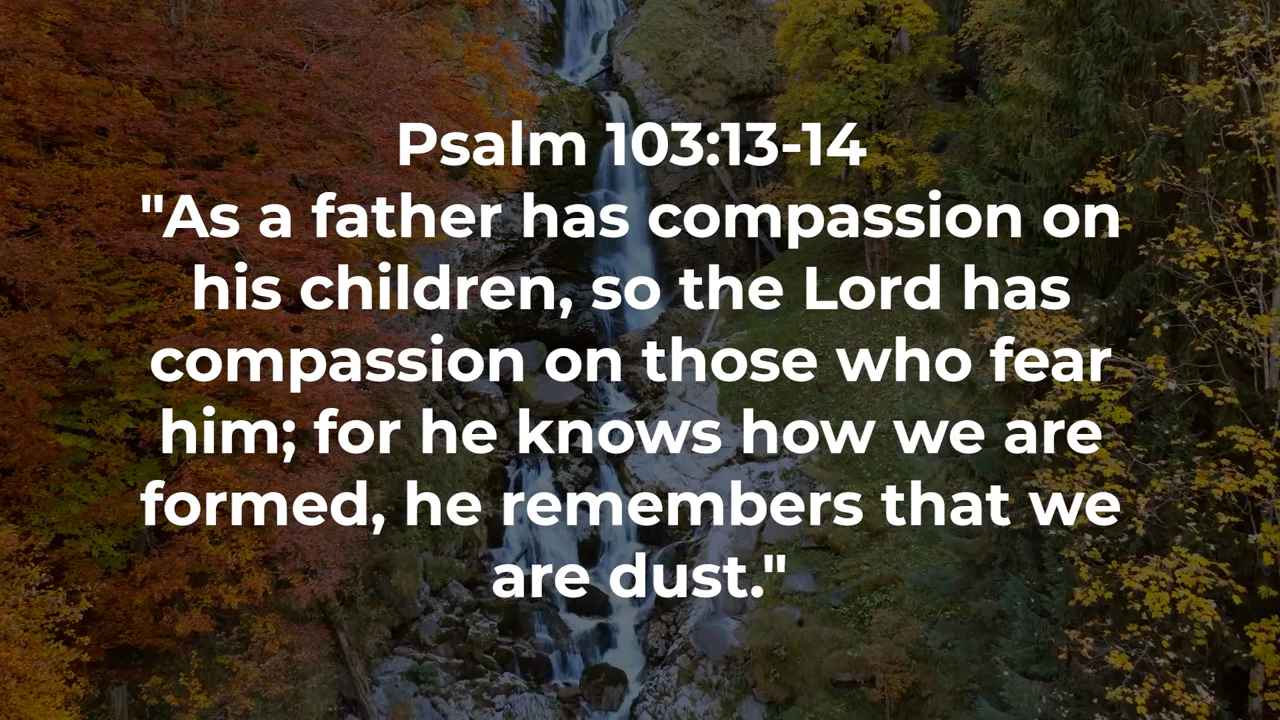 Psalm 103:13-14
"As a father has compassion on
his children, so the Lord has
compassion on those who fear
him; for he knows how we are
formed, he remembers that we
are dust."